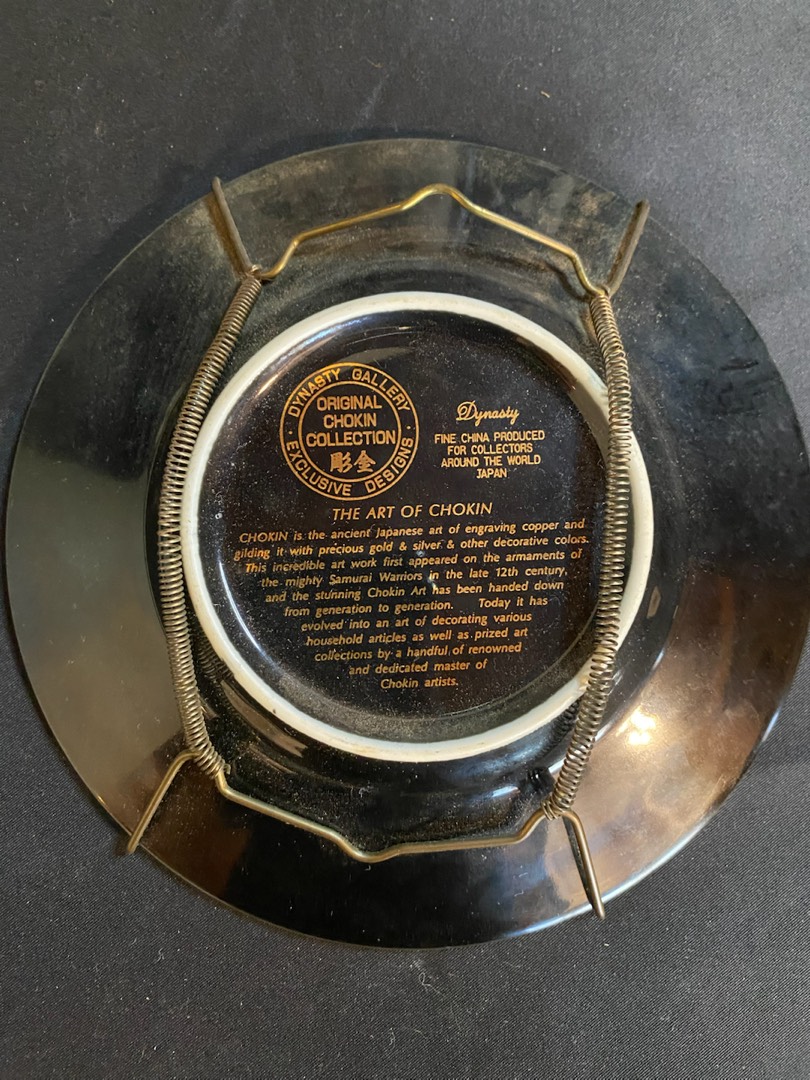 DYNASTY GALLERY
ORIGINAL
CHOKIN
COLLECTION
彫金
EXCLUSIVE DESIGNS
Dynasty
FINE CHINA PRODUCED
FOR COLLECTORS
AROUND THE WORLD
JAPAN
THE ART OF CHOKIN
CHOKIN is the ancient Japanese art of engraving copper and
gilding it with precious gold & silver & other decorative colors.
This incredible art work first appeared on the armaments of
the mighty Samurai Warriors in the late 12th century,
and the stunning Chokin Art has been handed down
from generation to generation. Today it has
evolved into an art of decorating various
household articles as well as prized art
collections by a handful of renowned
and dedicated master of
Chokin artists.